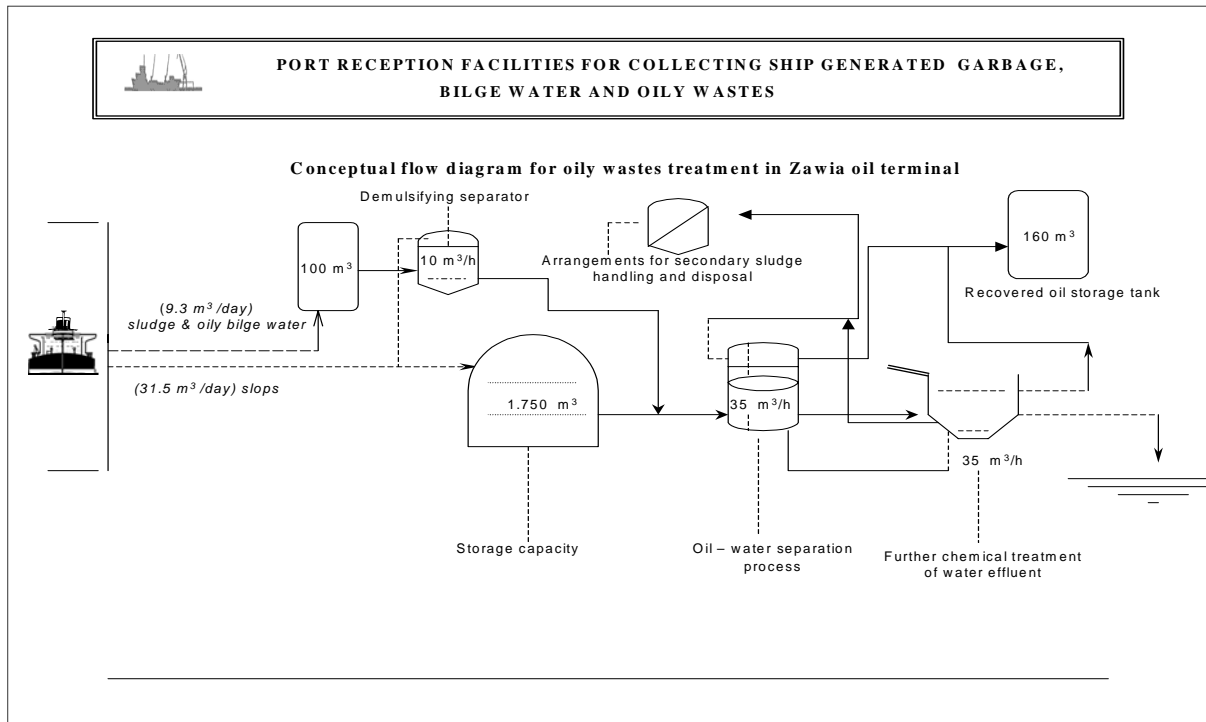 PORT RECEPTION FACILITIES FOR COLLECTING SHIP GENERATED GARBAGE,
BILGE WATER AND OILY WASTES
Conceptual flow diagram for oily wastes treatment in Zawia oil terminal
Demulsifying separator
100 m³
10 m³/h
160 m³
Arrangements for secondary sludge
handling and disposal
Recovered oil storage tank
(9.3 m³/day)
sludge & oily bilge water
(31.5 m³/day) slops
1.750 m³
35 m³/h
35 m³/h
Storage capacity
Oil – water separation
process
Further chemical treatment
of water effluent